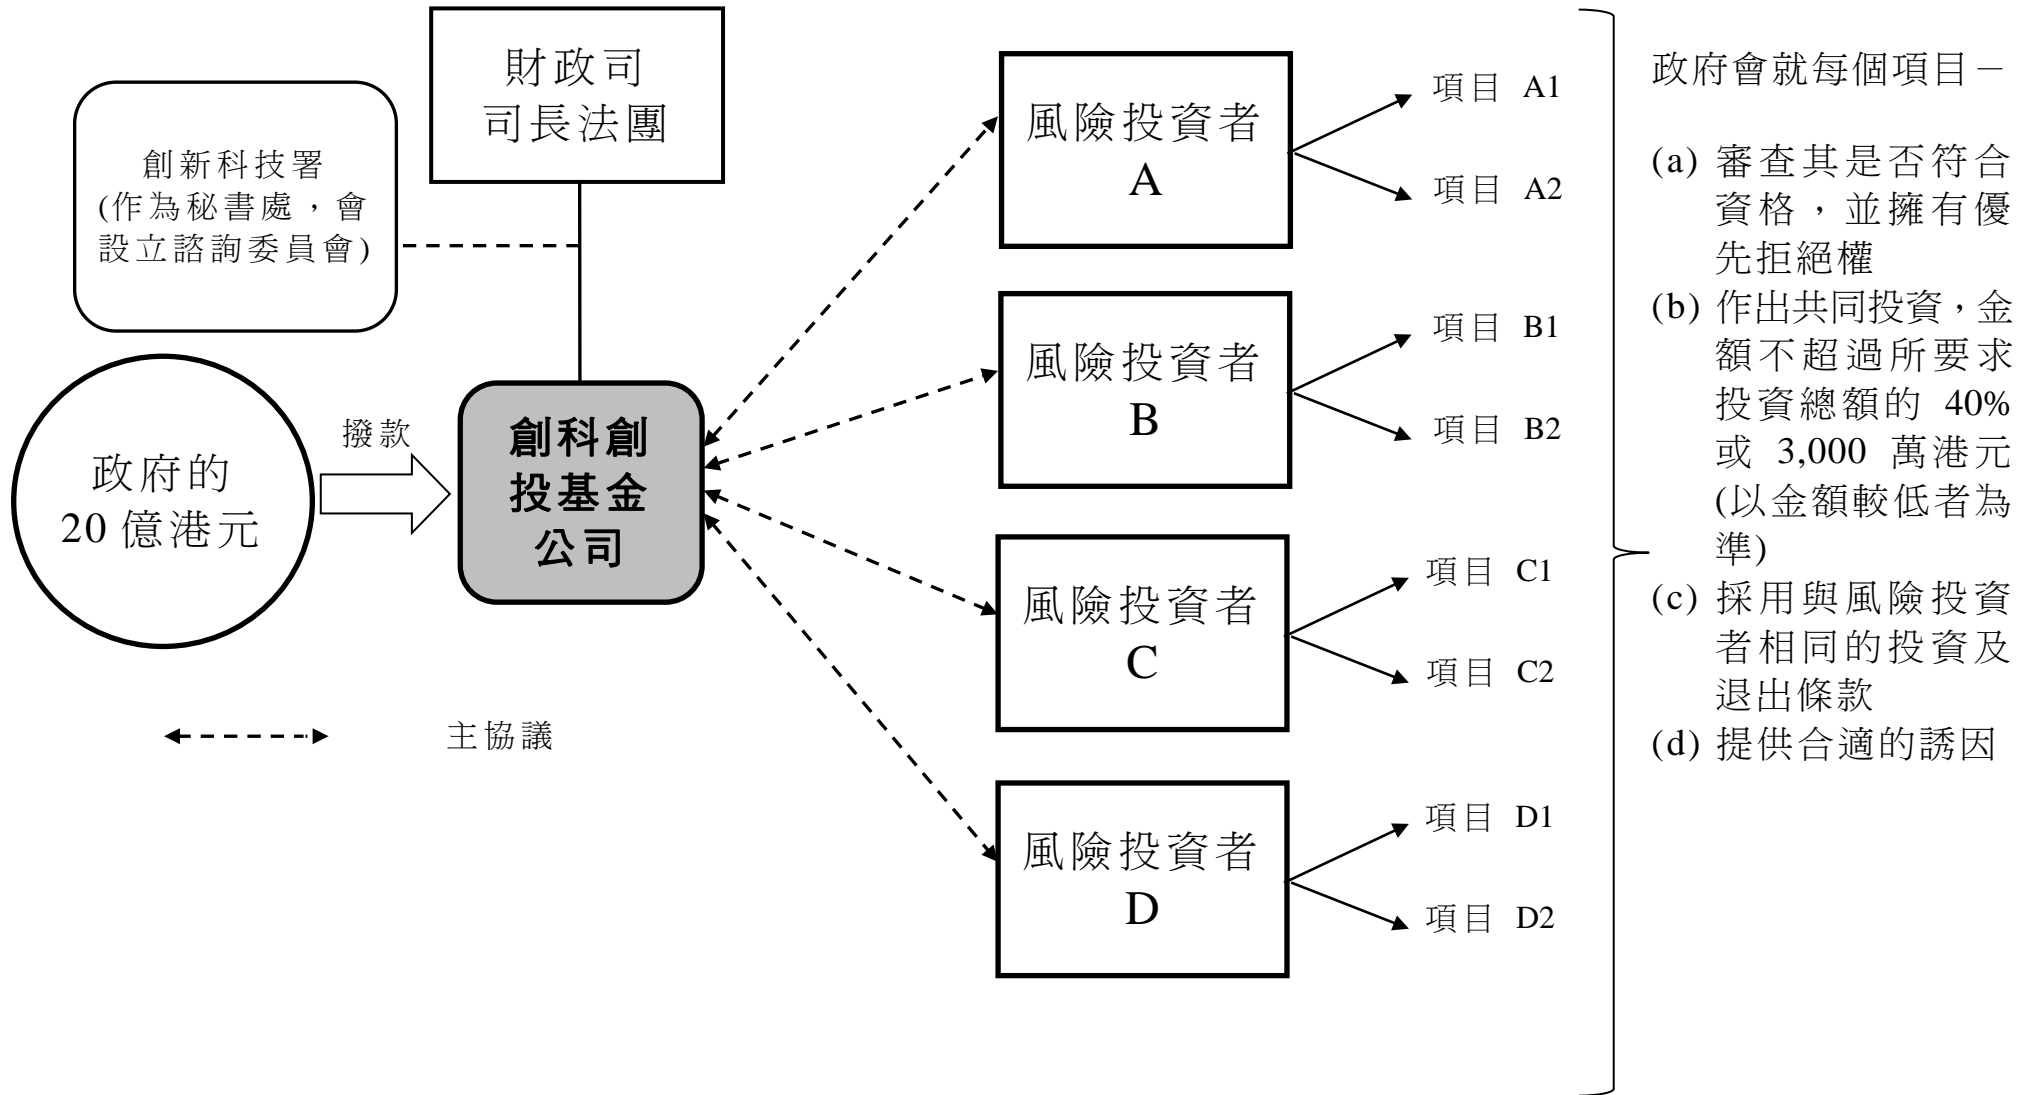 財政司
司長法團
創新科技署
(作為秘書處，會
設立諮詢委員會)
政府的
20 億港元
撥款
創科創
投基金
公司
主協議
風險投資者
A
項目 A1
項目 A2
風險投資者
B
項目 B1
項目 B2
風險投資者
C
項目 C1
項目 C2
風險投資者
D
項目 D1
項目 D2
政府會就每個項目－
(a) 審查其是否符合
資格，並擁有優
先拒絕權
(b) 作出共同投資，金
額不超過所要求
投資總額的 40%
或 3,000 萬港元
(以金額較低者為
準)
(c) 採用與風險投資
者相同的投資及
退出條款
(d) 提供合適的誘因